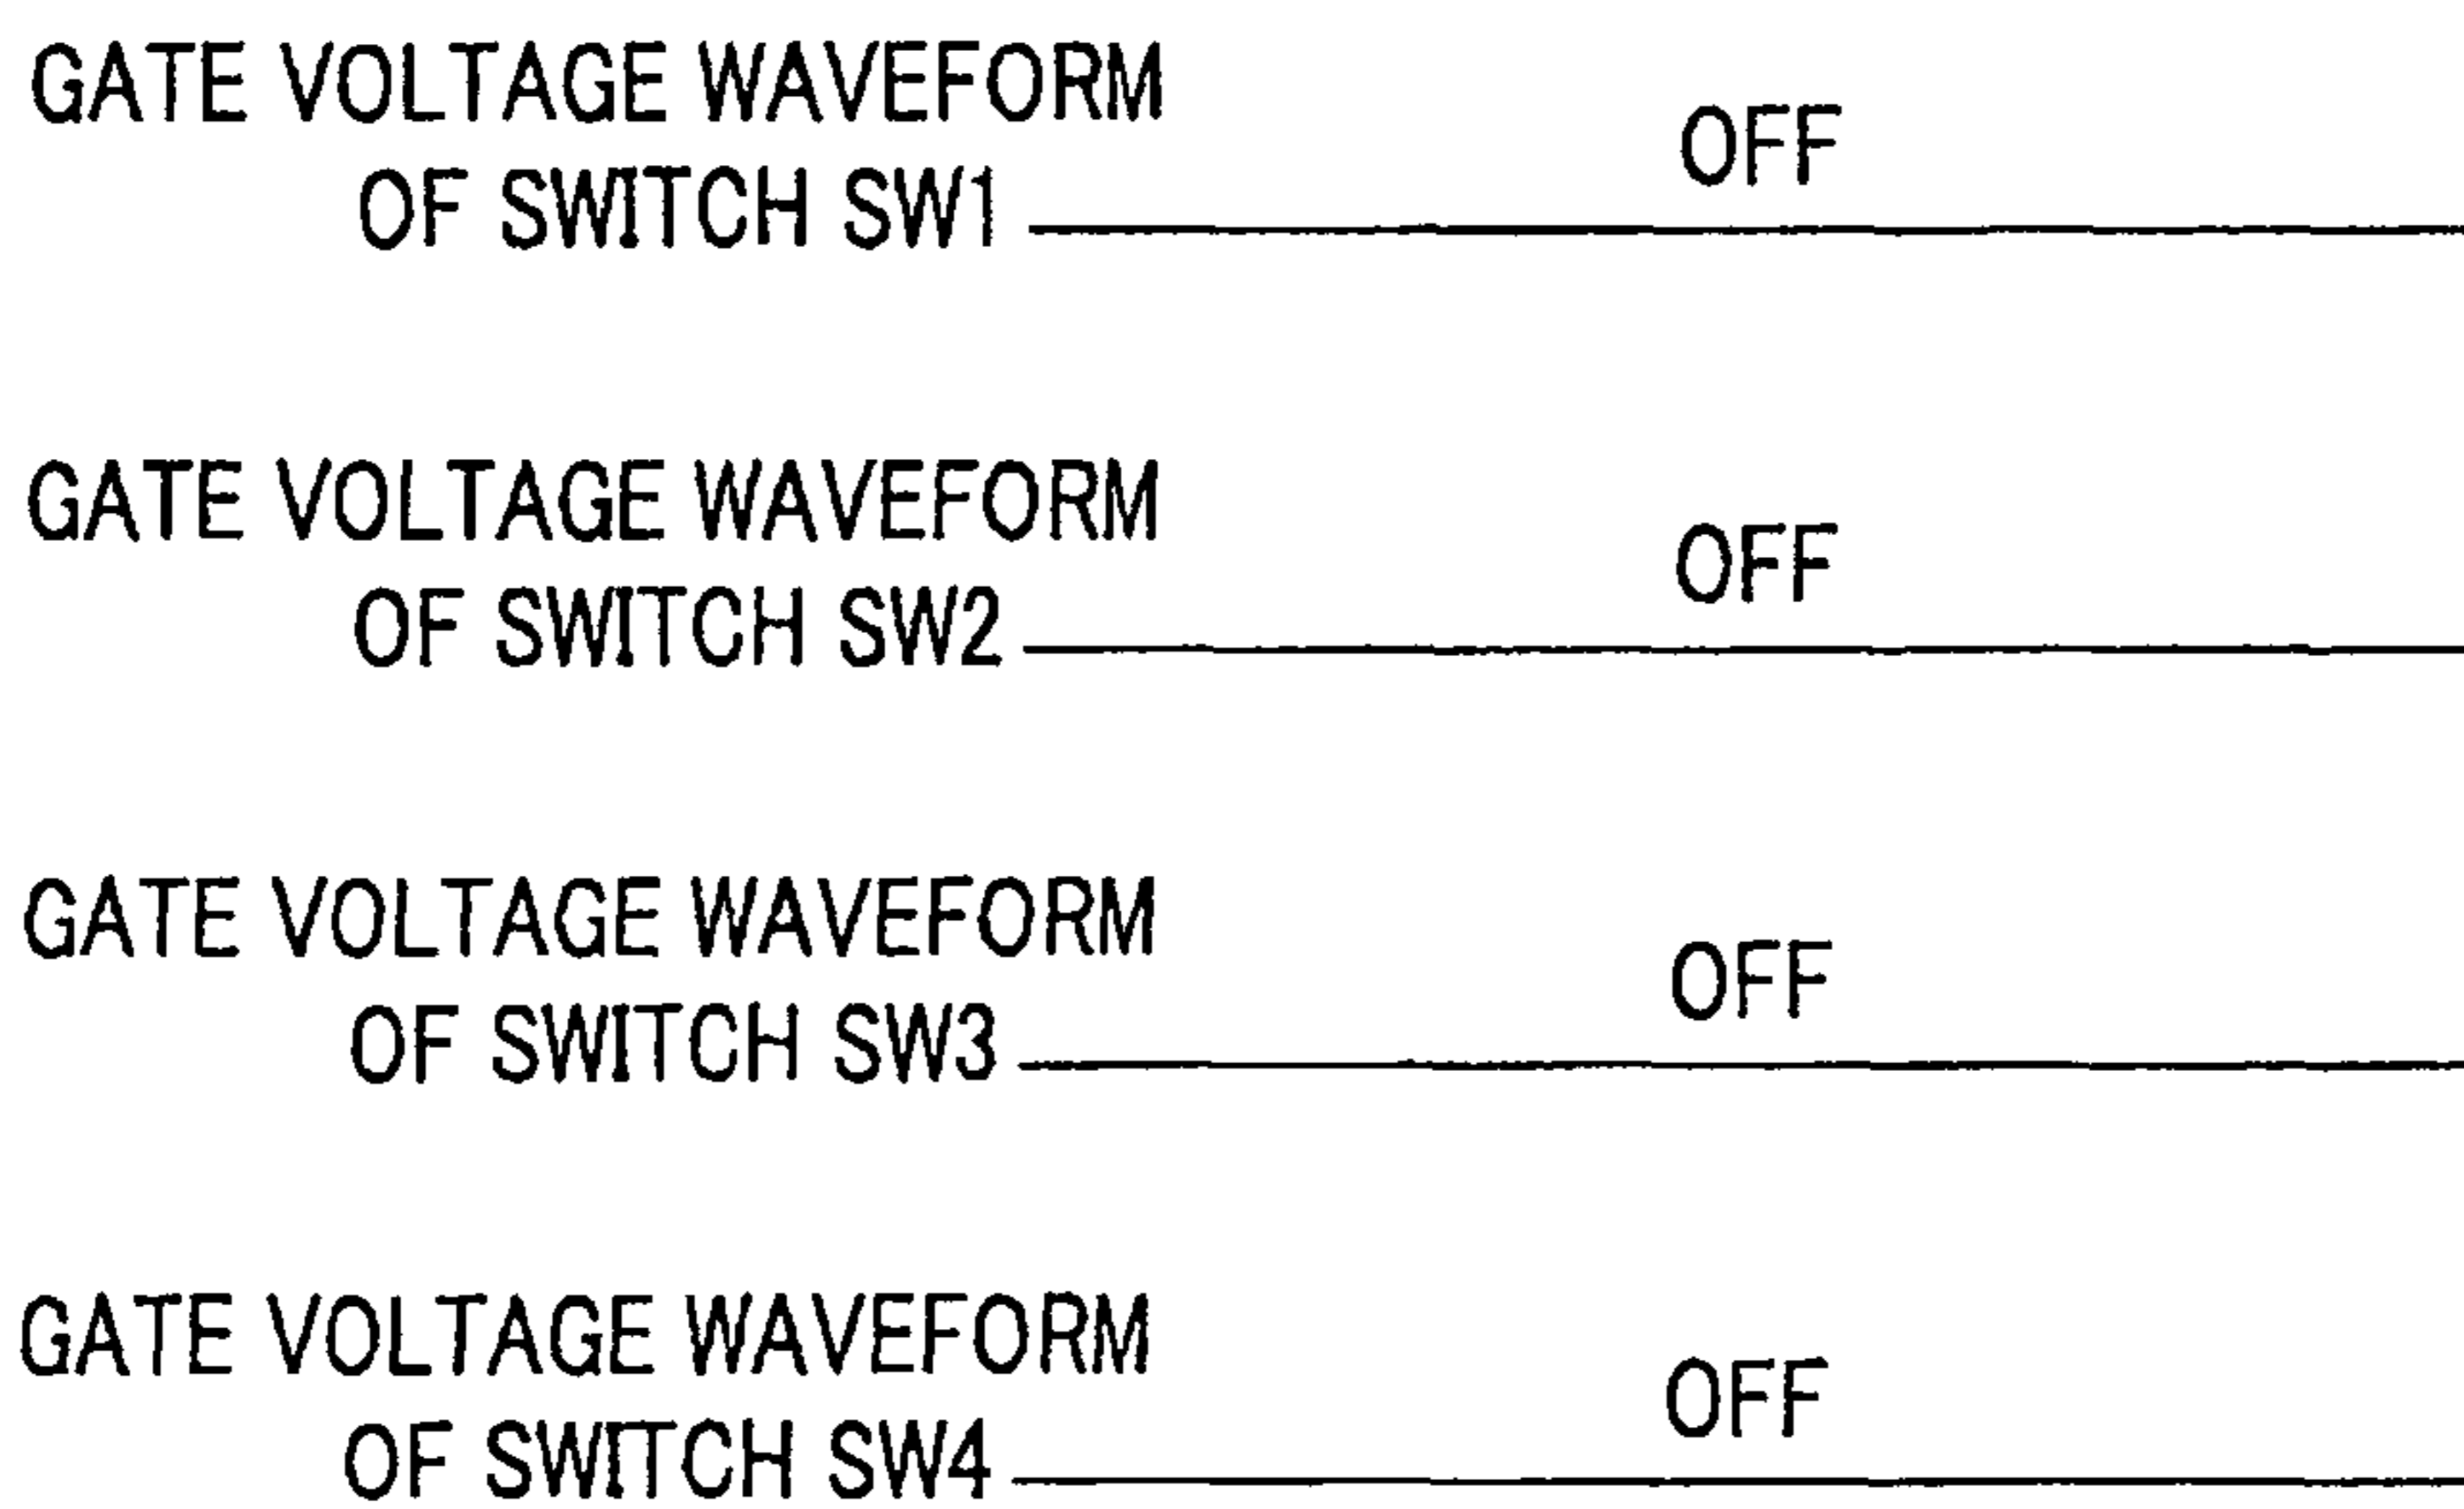 GATE VOLTAGE WAVEFORM
OFF
OF SWITCH SW1
GATE VOLTAGE WAVEFORM
OFF
OF SWITCH SW2
GATE VOLTAGE WAVEFORM
OFF
OF SWITCH SW3
GATE VOLTAGE WAVEFORM
OFF
OF SWITCH SW4